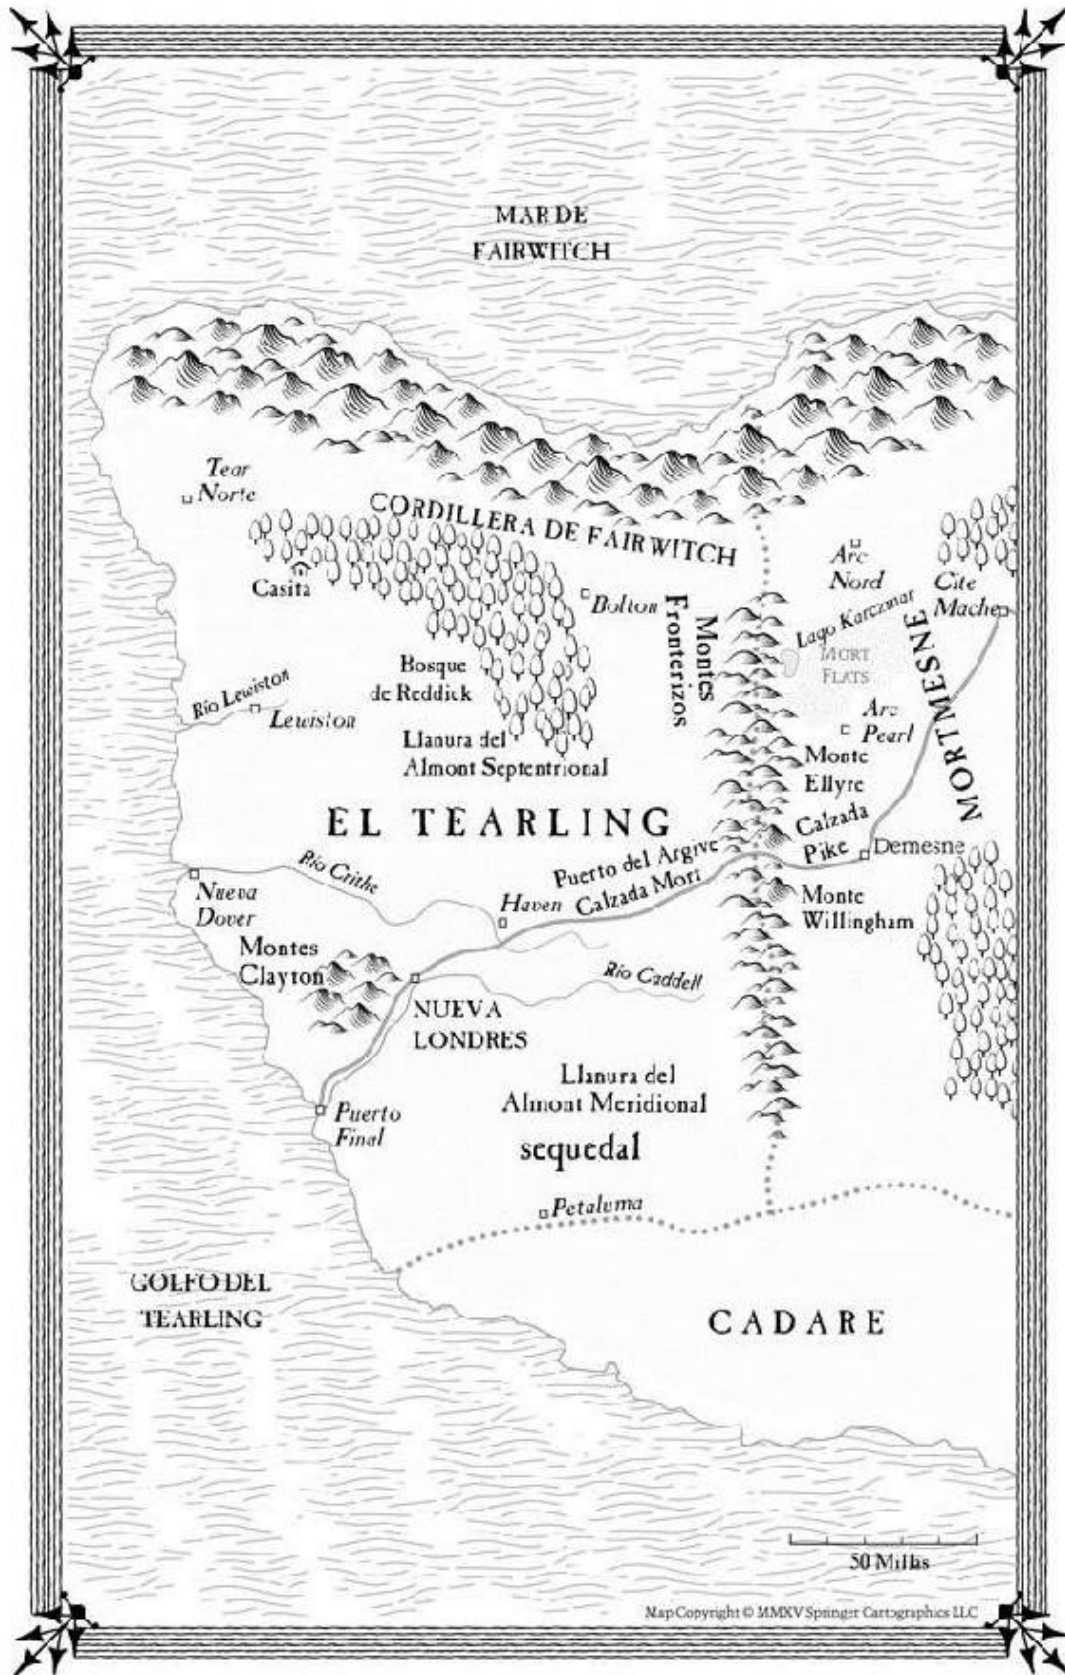 MAR DE
FAIRWITCH
Tear
Norte
CORDILLERA DE FAIRWITCH
Arc
Nord
Cite
Mache
Casita
Bolton
Montes
Fronterizos
Lago Karczmar
MORT
FLATS
MORTMESNE
Bosque
de Reddick
Río Lewiston
Lewiston
Arc
Pearl
Llanura del
Almont Septentrional
Monte
Ellyre
EL TEARLING
Calzada
Pike
Demesne
Puerto del Argive
Calzada Mort
Río Crithe
Nueva
Dover
Haven
Monte
Willingham
Montes
Clayton
Río Caddell
NUEVA
LONDRES
Llanura del
Almont Meridional
Puerto
Final
sequedal
Petaluma
GOLFO DEL
TEARLING
CADARE
50 Millas
Map Copyright © MMXV Springer Cartographics LLC